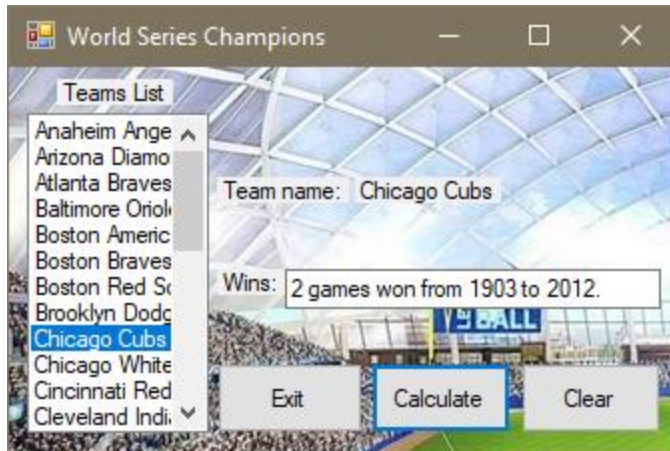 World Series Champions
Teams List
Anaheim Ange
Arizona Diamo
Atlanta Braves
Baltimore Oriol
Boston Americ
Boston Braves
Boston Red So
Brooklyn Dodg
Chicago Cubs
Chicago White
Cincinnati Red
Cleveland Indi
Team name: Chicago Cubs
Wins: 2 games won from 1903 to 2012.
BALL
Exit Calculate Clear